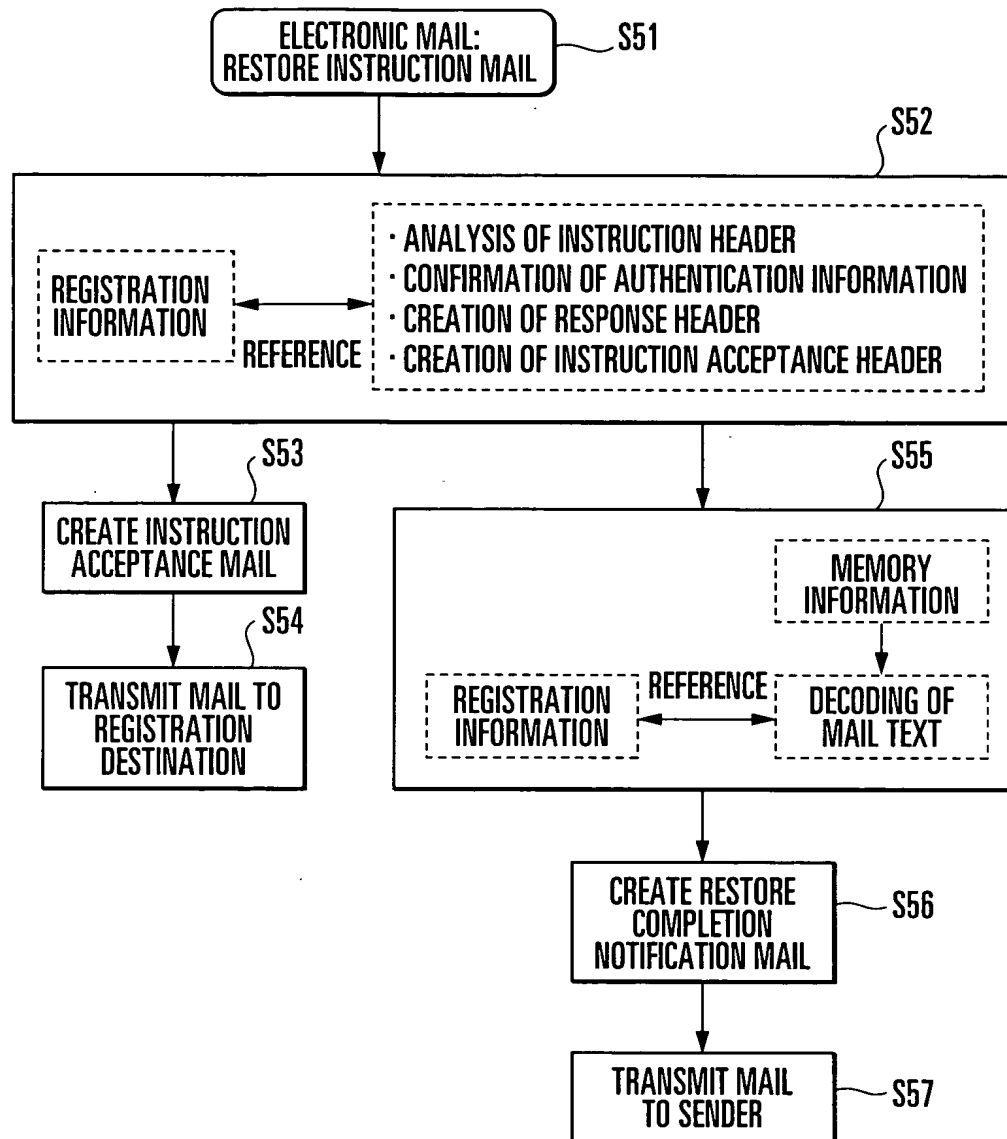 ELECTRONIC MAIL:
RESTORE INSTRUCTION MAIL
S51
S52
REGISTRATION
INFORMATION
REFERENCE
· ANALYSIS OF INSTRUCTION HEADER
· CONFIRMATION OF AUTHENTICATION INFORMATION
· CREATION OF RESPONSE HEADER
· CREATION OF INSTRUCTION ACCEPTANCE HEADER
S53
CREATE INSTRUCTION
ACCEPTANCE MAIL
S54
TRANSMIT MAIL TO
REGISTRATION
DESTINATION
S55
MEMORY
INFORMATION
REGISTRATION
INFORMATION
REFERENCE
DECODING OF
MAIL TEXT
CREATE RESTORE
COMPLETION
NOTIFICATION MAIL
S56
TRANSMIT MAIL
TO SENDER
S57